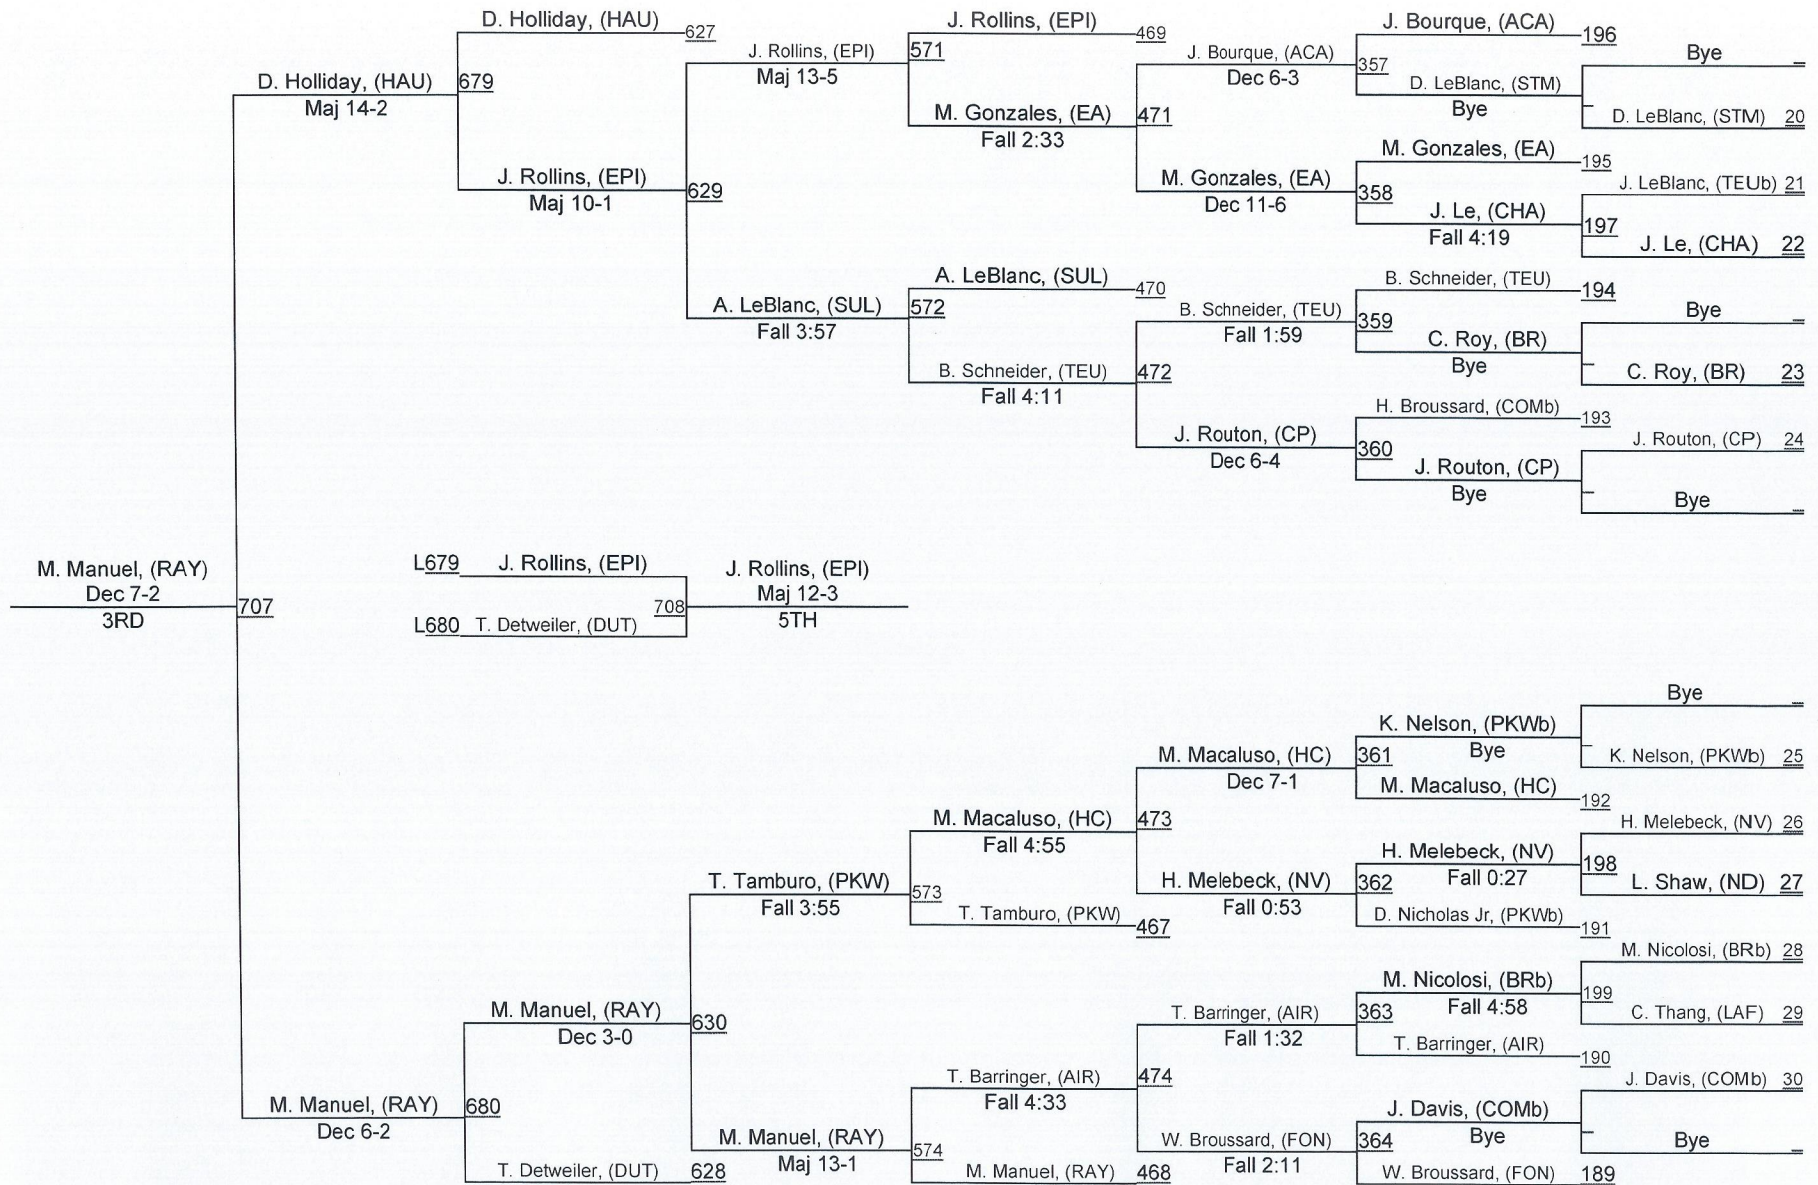 D. Holliday, (HAU)
627
J. Rollins, (EPI)
469
J. Bourque, (ACA)
196
J. Rollins, (EPI)
571
Maj 13-5
J. Bourque, (ACA)
357
Dec 6-3
Bye
D. Holliday, (HAU)
679
Maj 14-2
D. LeBlanc, (STM)
Bye
M. Gonzales, (EA)
471
Fall 2:33
D. LeBlanc, (STM) 20
M. Gonzales, (EA)
195
J. Rollins, (EPI)
629
Maj 10-1
M. Gonzales, (EA)
358
Dec 11-6
J. LeBlanc, (TEUb) 21
J. Le, (CHA)
197
Fall 4:19
J. Le, (CHA) 22
A. LeBlanc, (SUL)
470
B. Schneider, (TEU)
194
A. LeBlanc, (SUL)
572
Fall 3:57
B. Schneider, (TEU)
359
Fall 1:59
Bye
C. Roy, (BR)
Bye
B. Schneider, (TEU)
472
Fall 4:11
C. Roy, (BR) 23
H. Broussard, (COMb)
193
J. Routon, (CP)
360
Dec 6-4
J. Routon, (CP) 24
J. Routon, (CP)
Bye
Bye
M. Manuel, (RAY)
Dec 7-2
707
3RD
L679 J. Rollins, (EPI)
708
L680 T. Detweiler, (DUT)
J. Rollins, (EPI)
Maj 12-3
5TH
Bye
K. Nelson, (PKWb)
Bye
M. Macaluso, (HC)
361
Dec 7-1
K. Nelson, (PKWb) 25
M. Macaluso, (HC)
192
M. Macaluso, (HC)
473
Fall 4:55
H. Melebeck, (NV) 26
H. Melebeck, (NV)
198
Fall 0:27
T. Tamburo, (PKW)
573
Fall 3:55
H. Melebeck, (NV)
362
Fall 0:53
L. Shaw, (ND) 27
T. Tamburo, (PKW)
467
D. Nicholas Jr, (PKWb)
191
M. Nicolosi, (BRb) 28
M. Nicolosi, (BRb)
199
Fall 4:58
M. Manuel, (RAY)
630
Dec 3-0
T. Barringer, (AIR)
363
Fall 1:32
C. Thang, (LAF) 29
T. Barringer, (AIR)
190
T. Barringer, (AIR)
474
Fall 4:33
J. Davis, (COMb) 30
M. Manuel, (RAY)
680
Dec 6-2
J. Davis, (COMb)
Bye
M. Manuel, (RAY)
574
Maj 13-1
W. Broussard, (FON)
364
Fall 2:11
Bye
T. Detweiler, (DUT)
628
M. Manuel, (RAY)
468
W. Broussard, (FON)
189